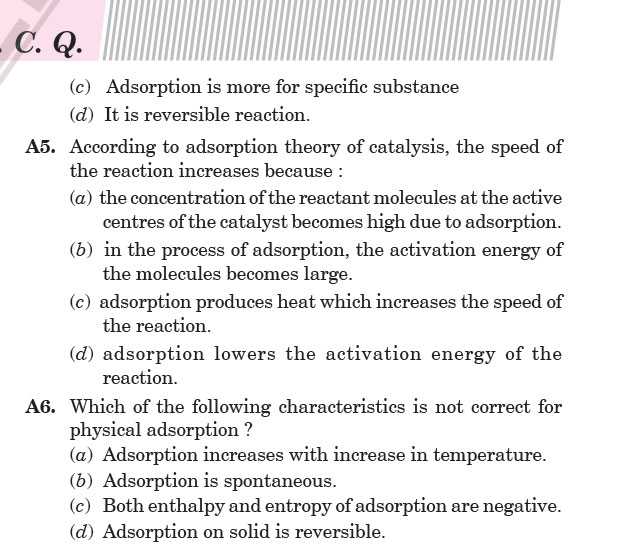 . C. Q.
(c) Adsorption is more for specific substance
(d) It is reversible reaction.
A5. According to adsorption theory of catalysis, the speed of
the reaction increases because :
(a) the concentration of the reactant molecules at the active
centres of the catalyst becomes high due to adsorption.
(b) in the process of adsorption, the activation energy of
the molecules becomes large.
(c) adsorption produces heat which increases the speed of
the reaction.
(d) adsorption lowers the activation energy of the
reaction.
A6. Which of the following characteristics is not correct for
physical adsorption ?
(a) Adsorption increases with increase in temperature.
(b) Adsorption is spontaneous.
(c) Both enthalpy and entropy of adsorption are negative.
(d) Adsorption on solid is reversible.